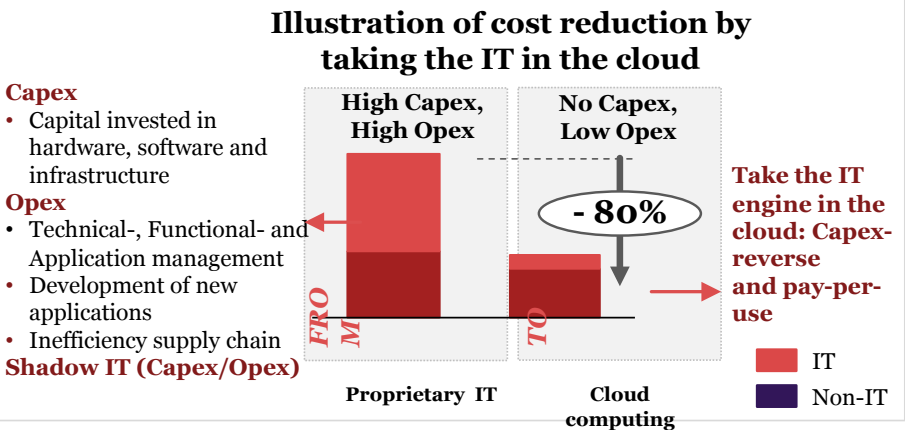 Illustration of cost reduction by
taking the IT in the cloud
Capex
• Capital invested in
hardware, software and
infrastructure
Opex
• Technical-, Functional- and
Application management
• Development of new
applications
• Inefficiency supply chain
Shadow IT (Capex/Opex)
High Capex,
High Opex
FRO
M
Proprietary IT
No Capex,
Low Opex
- 80%
TO
Cloud
computing
Take the IT
engine in the
cloud: Capex-
reverse
and pay-per-
use
IT
Non-IT